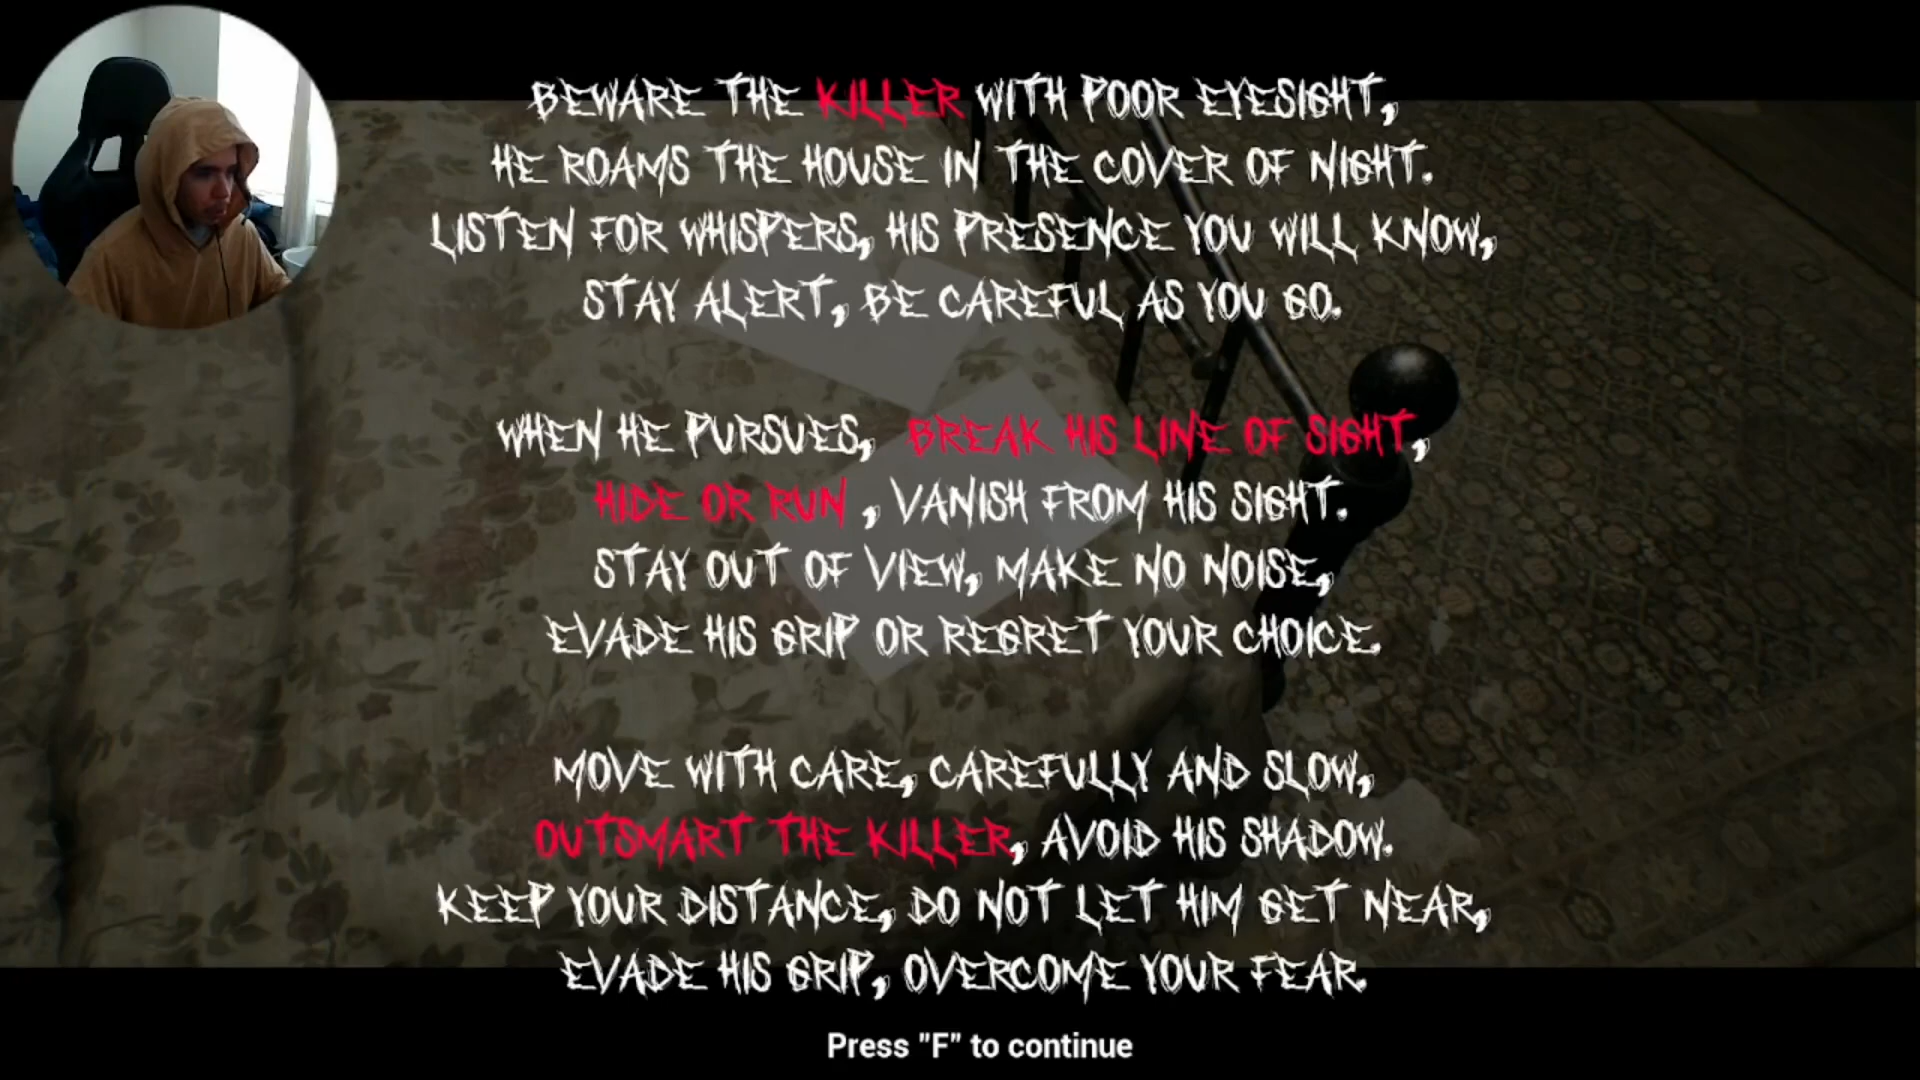 BEWARE THE KILLER WITH POOR EYESIGHT,
HE ROAMS THE HOUSE IN THE COVER OF NIGHT.
LISTEN FOR WHISPERS, HIS PRESENCE YOU WILL KNOW,
STAY ALERT, BE CAREFUL AS YOU GO.
WHEN HE PURSUES, BREAK HIS LINE OF SIGHT,
HIDE OR RUN , VANISH FROM HIS SIGHT.
STAY OUT OF VIEW, MAKE NO NOISE,
EVADE HIS GRIP OR REGRET YOUR CHOICE.
MOVE WITH CARE, CAREFULLY AND SLOW,
OUTSMART THE KILLER, AVOID HIS SHADOW.
KEEP YOUR DISTANCE, DO NOT LET HIM GET NEAR,
EVADE HIS GRIP, OVERCOME YOUR FEAR.
Press "F" to continue